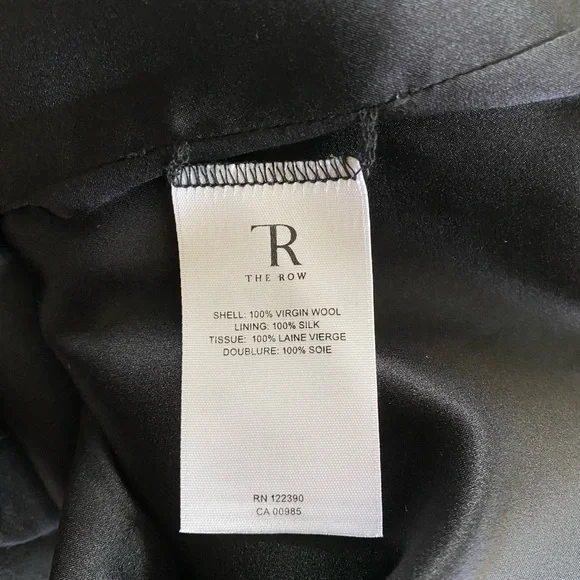 TR
THE ROW
SHELL: 100% VIRGIN WOOL
LINING: 100% SILK
TISSUE: 100% LAINE VIERGE
DOUBLURE: 100% SOIE
RN 122390
CA 00985